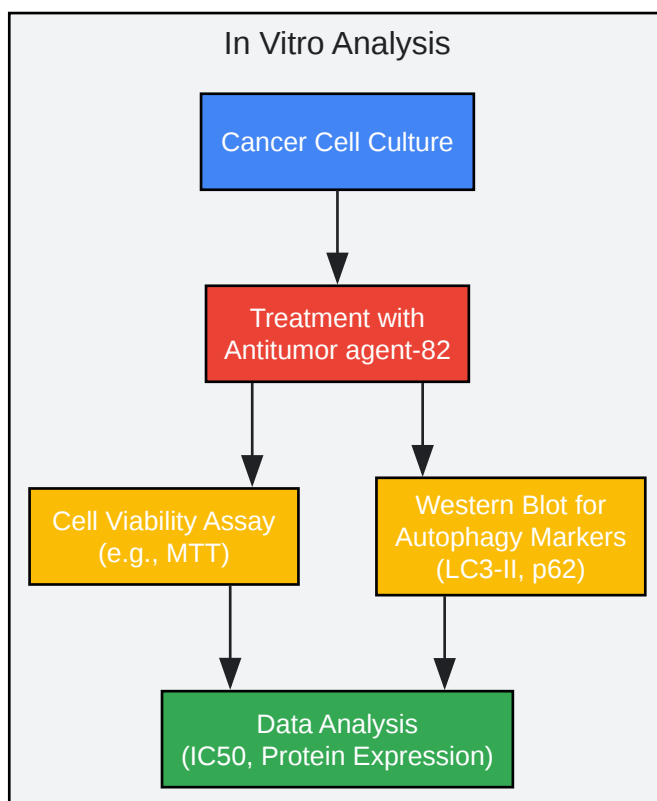 In Vitro Analysis
Cancer Cell Culture
Treatment with
Antitumor agent-82
Cell Viability Assay
(e.g., MTT)
Western Blot for
Autophagy Markers
(LC3-II, p62)
Data Analysis
(IC50, Protein Expression)